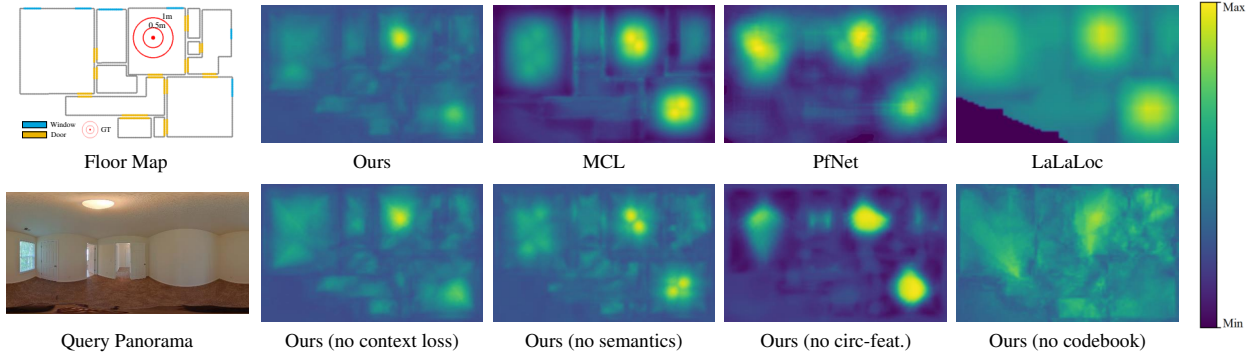 1m
0.5m
Window
Door
GT
Floor Map
Ours
MCL
PfNet
LaLaLoc
Max
Query Panorama
Ours (no context loss)
Ours (no semantics)
Ours (no circ-feat.)
Ours (no codebook)
Min